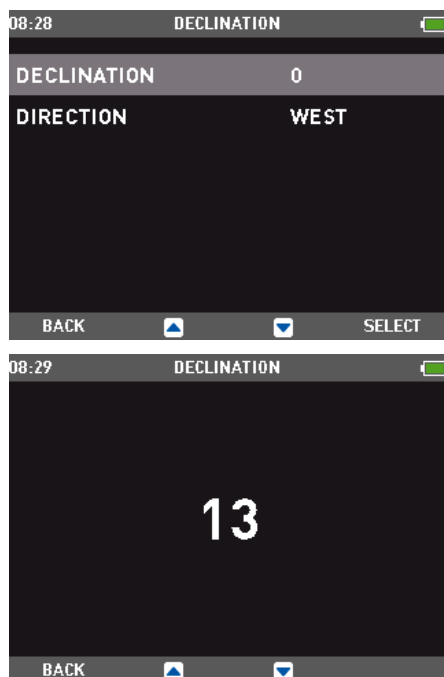 08:28 DECLINATION
DECLINATION 0
DIRECTION WEST
BACK SELECT
08:29 DECLINATION
13
BACK